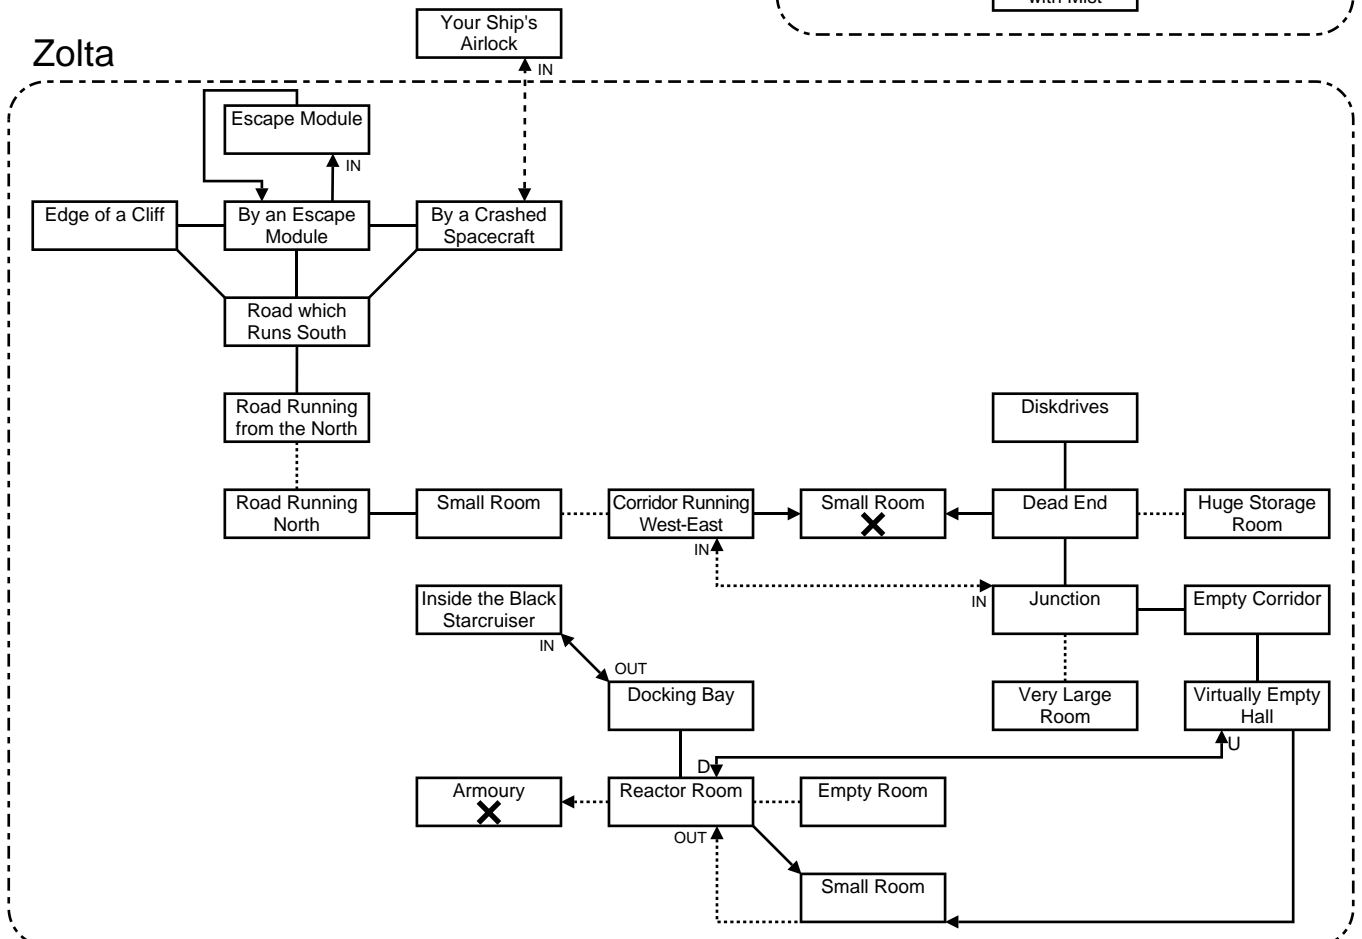 with Mist
Your Ship's
Airlock
IN
Zolta
Escape Module
IN
Edge of a Cliff
By an Escape
Module
By a Crashed
Spacecraft
Road which
Runs South
Road Running
from the North
Diskdrives
Road Running
North
Small Room
Corridor Running
West-East
IN
Small Room
Dead End
Huge Storage
Room
Inside the Black
Starcruiser
IN
OUT
IN
Junction
Empty Corridor
Docking Bay
Very Large
Room
Virtually Empty
Hall
U
D
Armoury
Reactor Room
OUT
Empty Room
Small Room